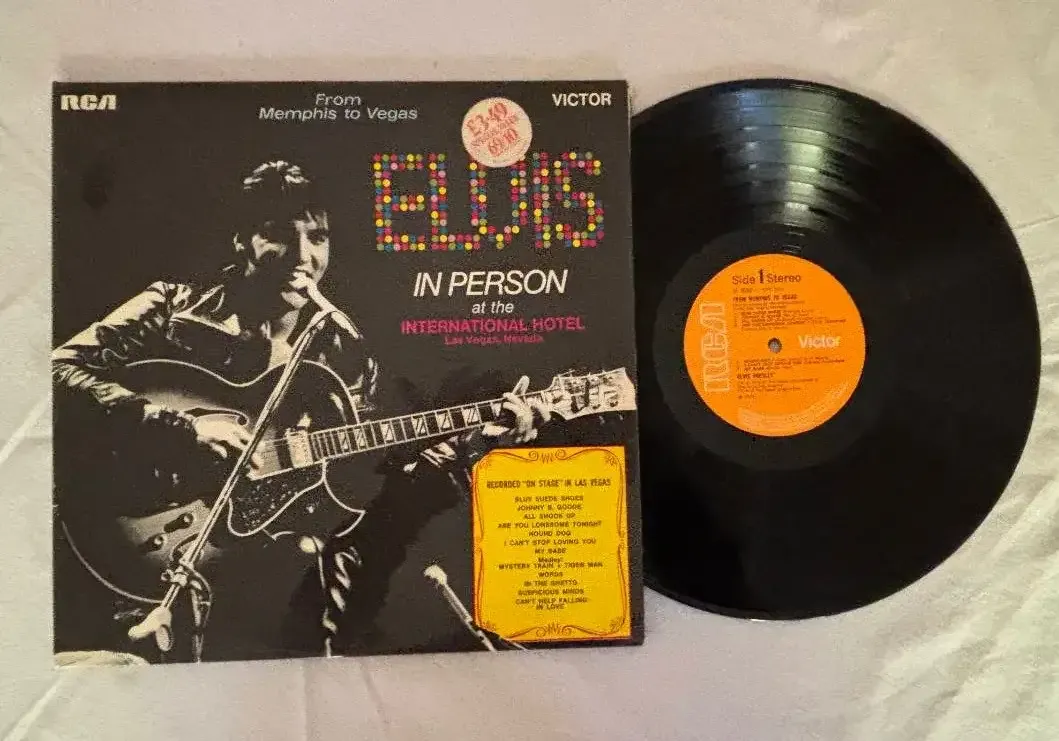 RCA
From
Memphis to Vegas
VICTOR
£3.49
ELVIS
IN PERSON
at the
INTERNATIONAL HOTEL
Las Vegas, Nevada
RECORDED "ON STAGE" IN LAS VEGAS
BLUE SUEDE SHOES
JOHNNY B. GOODE
ALL SHOOK UP
ARE YOU LONESOME TONIGHT
HOUND DOG
I CAN'T STOP LOVING YOU
MY BABE
Medley:
MYSTERY TRAIN & TIGER MAN
WORDS
IN THE GHETTO
SUSPICIOUS MINDS
CAN'T HELP FALLING
IN LOVE
Side 1 Stereo
FROM MEMPHIS TO VEGAS
RCA
Victor
ELVIS PRESLEY